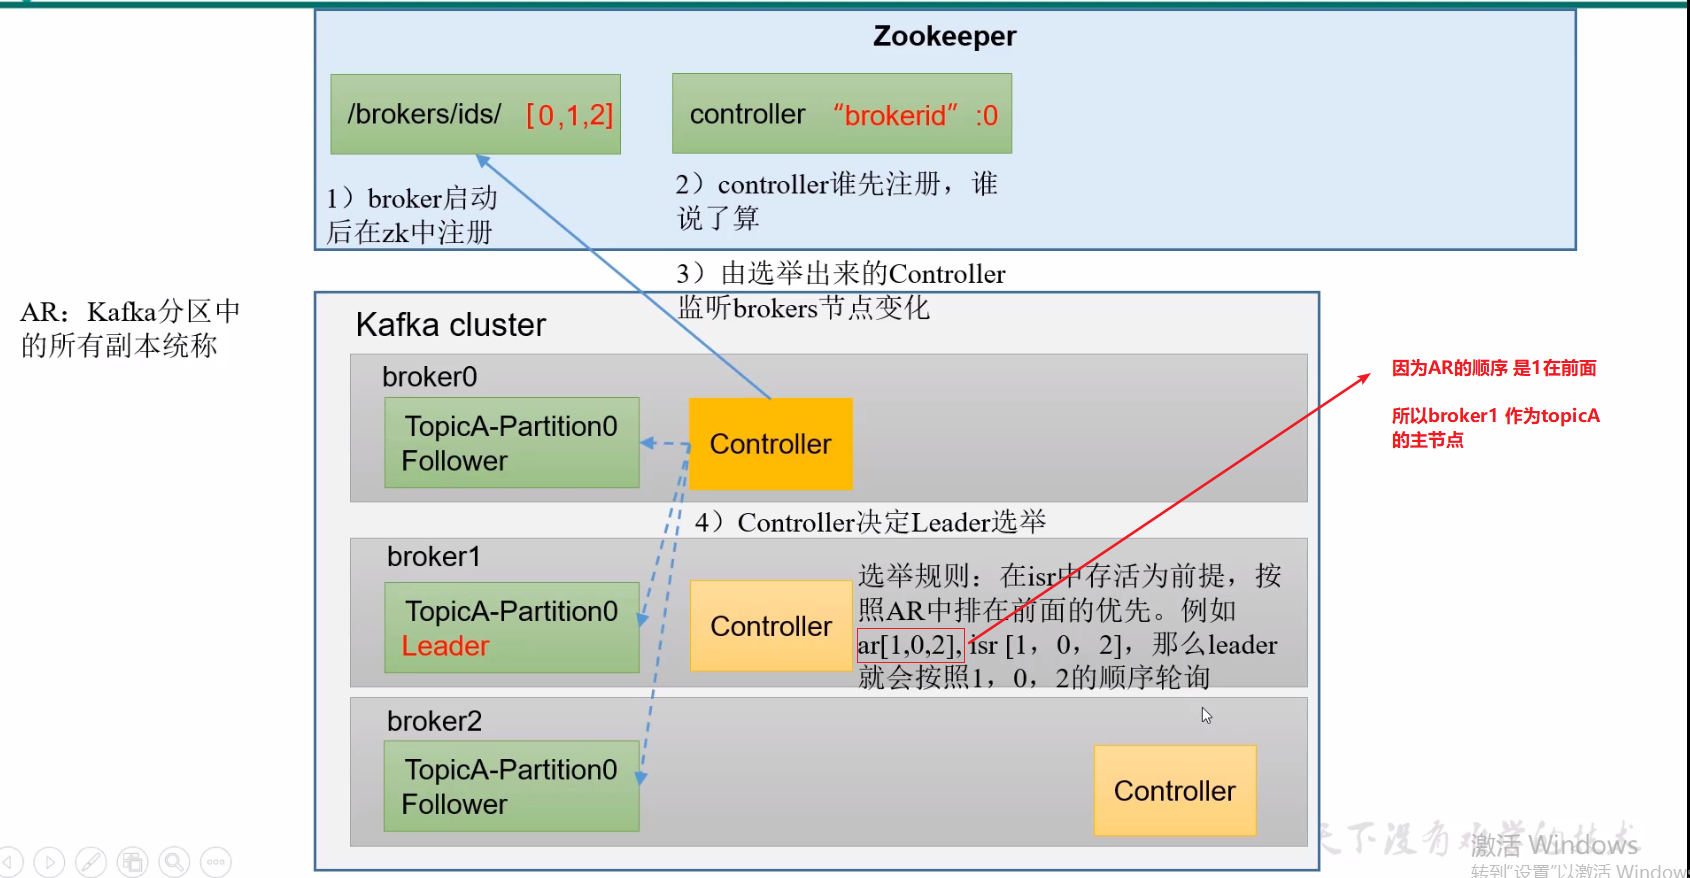 Zookeeper
/brokers/ids/ [0,1,2]
controller “brokerid” :0
1）broker启动
后在zk中注册
2）controller谁先注册，谁
说了算
3）由选举出来的Controller
监听brokers节点变化
AR：Kafka分区中
的所有副本统称
Kafka cluster
broker0
TopicA-Partition0
Follower
Controller
因为AR的顺序 是1在前面
所以broker1 作为topicA
的主节点
4）Controller决定Leader选举
broker1
TopicA-Partition0
Leader
Controller
选举规则：在isr中存活为前提，按
照AR中排在前面的优先。例如
ar[1,0,2], isr [1，0，2]，那么leader
就会按照1，0，2的顺序轮询
broker2
TopicA-Partition0
Follower
Controller
天下没有难学的技术
激活 Windows
转到"设置"以激活 Window